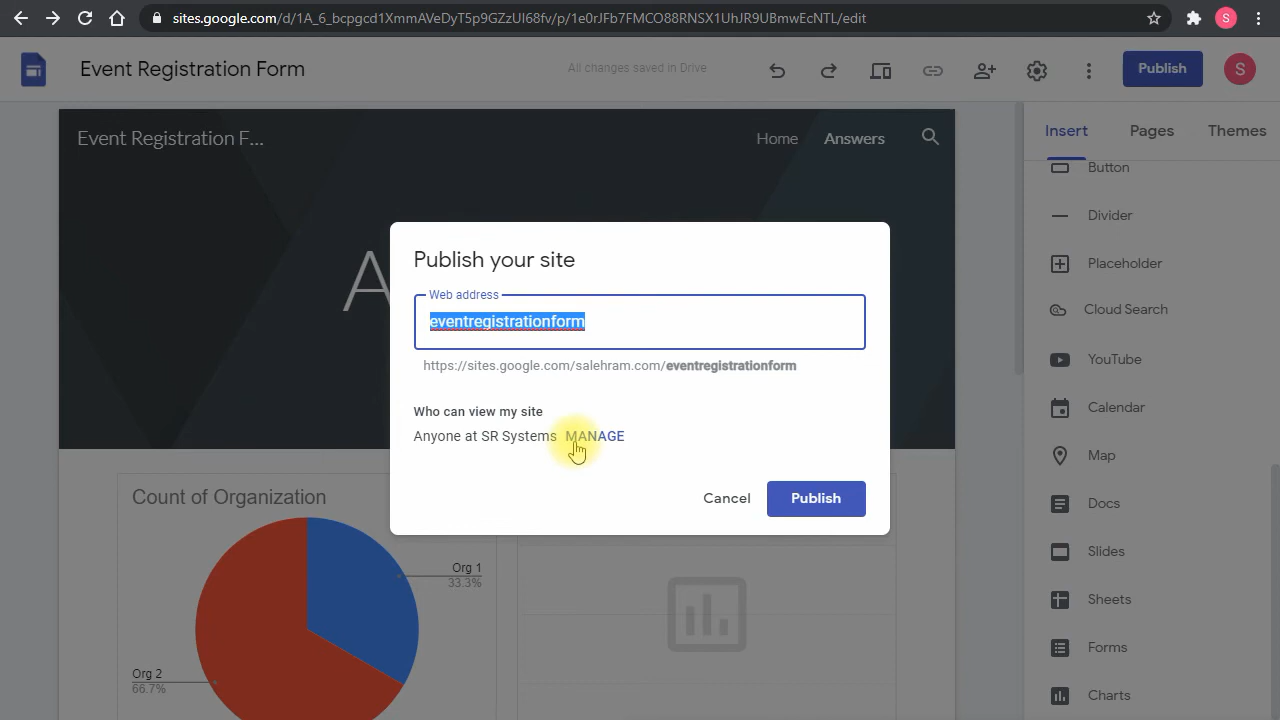 sites.google.com/d/1A_6_bcpgcd1XmmAVeDyT5p9GZzUI68fv/p/1e0rJFb7FMCO88RNSX1UhJR9UBmwEcNTL/edit
S
Event Registration Form
All changes saved in Drive
Publish
S
Event Registration F...
Home
Answers
Insert
Pages
Themes
Button
Divider
Placeholder
Cloud Search
YouTube
Calendar
Map
Docs
Slides
Sheets
Forms
Charts
A
Publish your site
Web address
eventregistrationform
https://sites.google.com/salehram.com/eventregistrationform
Who can view my site
Anyone at SR Systems MANAGE
Cancel
Publish
Count of Organization
Org 1
33.3%
Org 2
66.7%